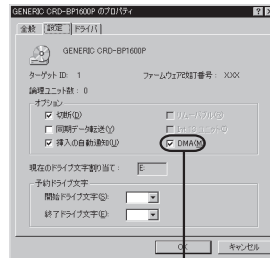 GENERIC CRD-BP1600P のプロパティ
全般 設定 ドライバ
GENERIC CRD-BP1600P
ターゲット ID: 1 ファームウェア改訂番号: XXX
論理ユニット数: 0
オプション
切断(D)
同期データ転送(Y)
挿入の自動通知(U)
リムーバブル(R)
DMA(M)
現在のドライブ文字割り当て: E:
予約ドライブ文字
開始ドライブ文字(S):
終了ドライブ文字(E):
OK キャンセル